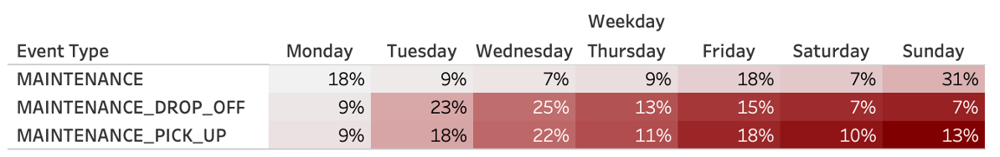 Weekday
Event Type Monday Tuesday Wednesday Thursday Friday Saturday Sunday
MAINTENANCE 18% 9% 7% 9% 18% 7% 31%
MAINTENANCE_DROP_OFF 9% 23% 25% 13% 15% 7% 7%
MAINTENANCE_PICK_UP 9% 18% 22% 11% 18% 10% 13%